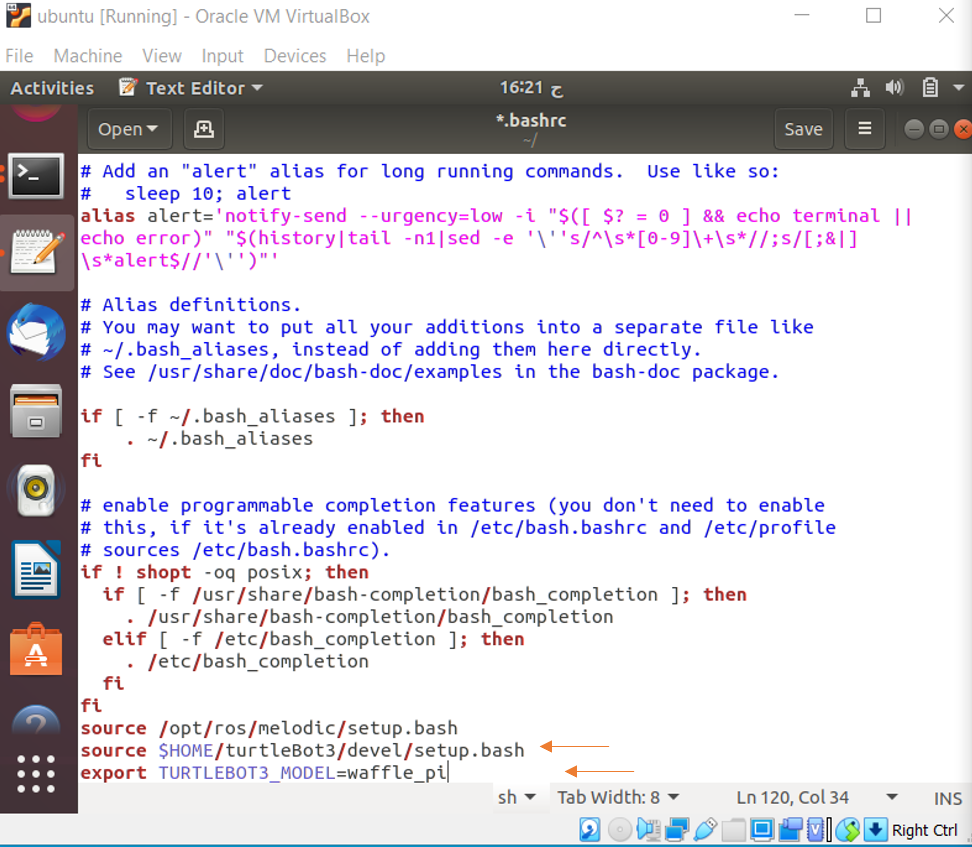 ubuntu [Running] - Oracle VM VirtualBox
File Machine View Input Devices Help
Activities Text Editor 16:21 ح
Open *.bashrc Save
~/
# Add an "alert" alias for long running commands.  Use like so:
#   sleep 10; alert
alias alert='notify-send --urgency=low -i "$([ $? = 0 ] && echo terminal ||
echo error)" "$(history|tail -n1|sed -e '\''s/^\s*[0-9]\+\s*//;s/[;&|]
\s*alert$//'\'')"'
# Alias definitions.
# You may want to put all your additions into a separate file like
# ~/.bash_aliases, instead of adding them here directly.
# See /usr/share/doc/bash-doc/examples in the bash-doc package.
if [ -f ~/.bash_aliases ]; then
    . ~/.bash_aliases
fi
# enable programmable completion features (you don't need to enable
# this, if it's already enabled in /etc/bash.bashrc and /etc/profile
# sources /etc/bash.bashrc).
if ! shopt -oq posix; then
  if [ -f /usr/share/bash-completion/bash_completion ]; then
    . /usr/share/bash-completion/bash_completion
  elif [ -f /etc/bash_completion ]; then
    . /etc/bash_completion
  fi
fi
source /opt/ros/melodic/setup.bash
source $HOME/turtleBot3/devel/setup.bash
export TURTLEBOT3_MODEL=waffle_pi
sh Tab Width: 8 Ln 120, Col 34 INS
Right Ctrl